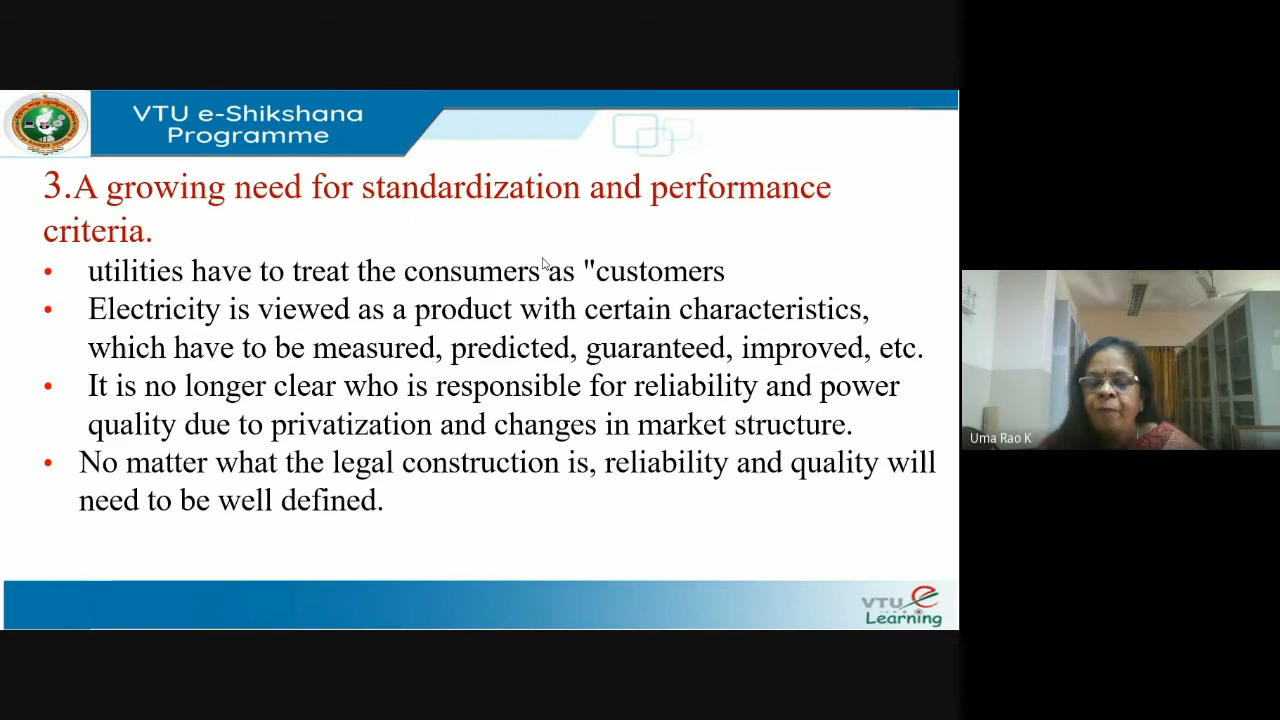 VTU e-Shikshana
Programme
3.A growing need for standardization and performance
criteria.
• utilities have to treat the consumers as "customers
• Electricity is viewed as a product with certain characteristics,
which have to be measured, predicted, guaranteed, improved, etc.
• It is no longer clear who is responsible for reliability and power
quality due to privatization and changes in market structure.
• No matter what the legal construction is, reliability and quality will
need to be well defined.
Uma Rao K
VTU e
Learning